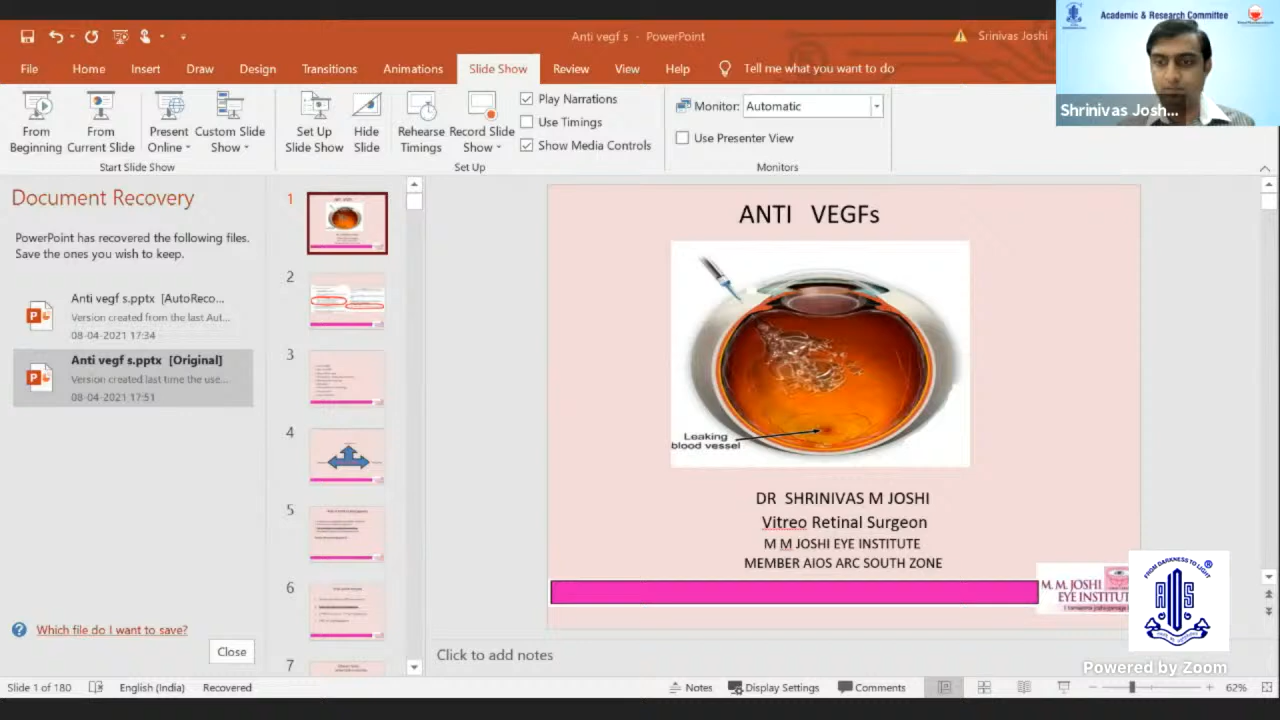 Anti vegf s - PowerPoint
Srinivas Joshi
Academic & Research Committee
Shrinivas Josh...
File
Home
Insert
Draw
Design
Transitions
Animations
Slide Show
Review
View
Help
Tell me what you want to do
From
Beginning
From
Current Slide
Present
Online
Custom Slide
Show
Start Slide Show
Set Up
Slide Show
Hide
Slide
Rehearse
Timings
Record Slide
Show
Play Narrations
Use Timings
Show Media Controls
Set Up
Monitor:
Automatic
Use Presenter View
Monitors
Document Recovery
PowerPoint has recovered the following files.
Save the ones you wish to keep.
Anti vegf s.pptx [AutoReco...
Version created from the last Aut...
08-04-2021 17:34
Anti vegf s.pptx [Original]
Version created last time the use...
08-04-2021 17:51
Which file do I want to save?
Close
1
2
3
4
5
6
7
ANTI VEGFs
Leaking
blood vessel
DR SHRINIVAS M JOSHI
Vitreo Retinal Surgeon
M M JOSHI EYE INSTITUTE
MEMBER AIOS ARC SOUTH ZONE
M. M. JOSHI
EYE INSTITU
FROM DARKNESS TO LIGHT
®
Powered by Zoom
Click to add notes
Slide 1 of 180
English (India)
Recovered
Notes
Display Settings
Comments
62%